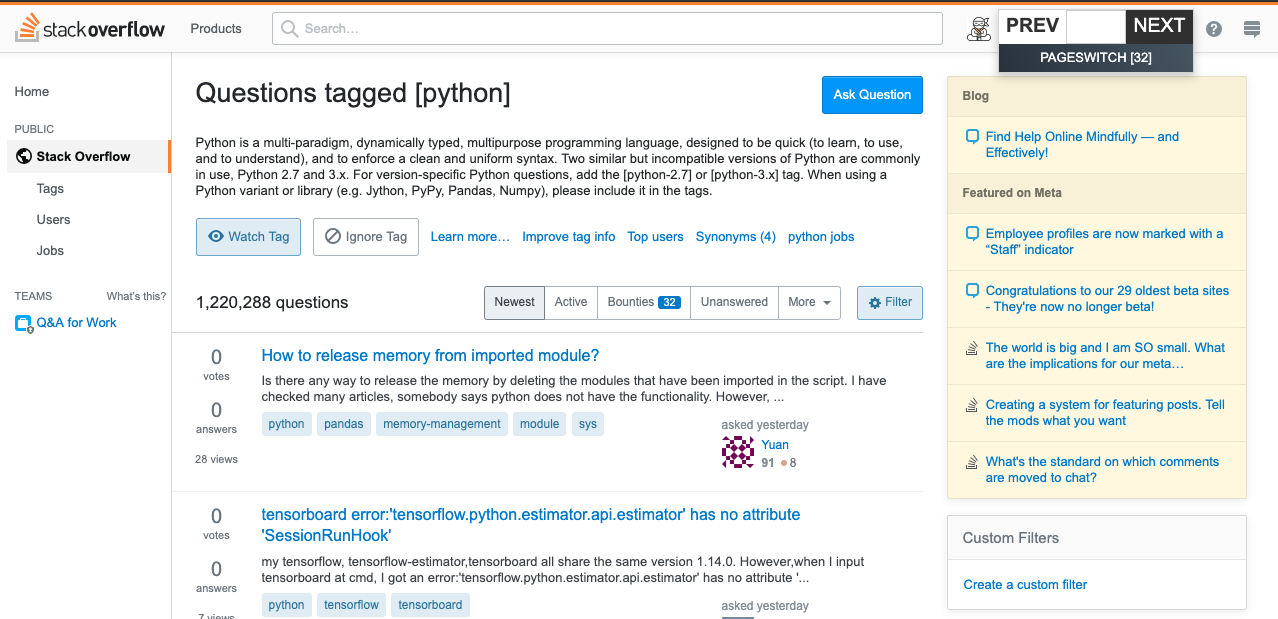 stackoverflow
Products
Search…
PREV
NEXT
PAGESWITCH [32]
Home
PUBLIC
Stack Overflow
Tags
Users
Jobs
TEAMS
What's this?
Q&A for Work
Questions tagged [python]
Ask Question
Python is a multi-paradigm, dynamically typed, multipurpose programming language, designed to be quick (to learn, to use,
and to understand), and to enforce a clean and uniform syntax. Two similar but incompatible versions of Python are commonly
in use, Python 2.7 and 3.x. For version-specific Python questions, add the [python-2.7] or [python-3.x] tag. When using a
Python variant or library (e.g. Jython, PyPy, Pandas, Numpy), please include it in the tags.
Watch Tag
Ignore Tag
Learn more…
Improve tag info
Top users
Synonyms (4)
python jobs
1,220,288 questions
Newest
Active
Bounties 32
Unanswered
More
Filter
0
votes
0
answers
28 views
How to release memory from imported module?
Is there any way to release the memory by deleting the modules that have been imported in the script. I have
checked many articles, somebody says python does not have the functionality. However, ...
python
pandas
memory-management
module
sys
asked yesterday
Yuan
91 8
0
votes
0
answers
7 views
tensorboard error:'tensorflow.python.estimator.api.estimator' has no attribute
'SessionRunHook'
my tensorflow, tensorflow-estimator,tensorboard all share the same version 1.14.0. However,when I input
tensorboard at cmd, I got an error:'tensorflow.python.estimator.api.estimator' has no attribute '...
python
tensorflow
tensorboard
asked yesterday
Blog
Find Help Online Mindfully — and
Effectively!
Featured on Meta
Employee profiles are now marked with a
“Staff” indicator
Congratulations to our 29 oldest beta sites
- They're now no longer beta!
The world is big and I am SO small. What
are the implications for our meta…
Creating a system for featuring posts. Tell
the mods what you want
What's the standard on which comments
are moved to chat?
Custom Filters
Create a custom filter